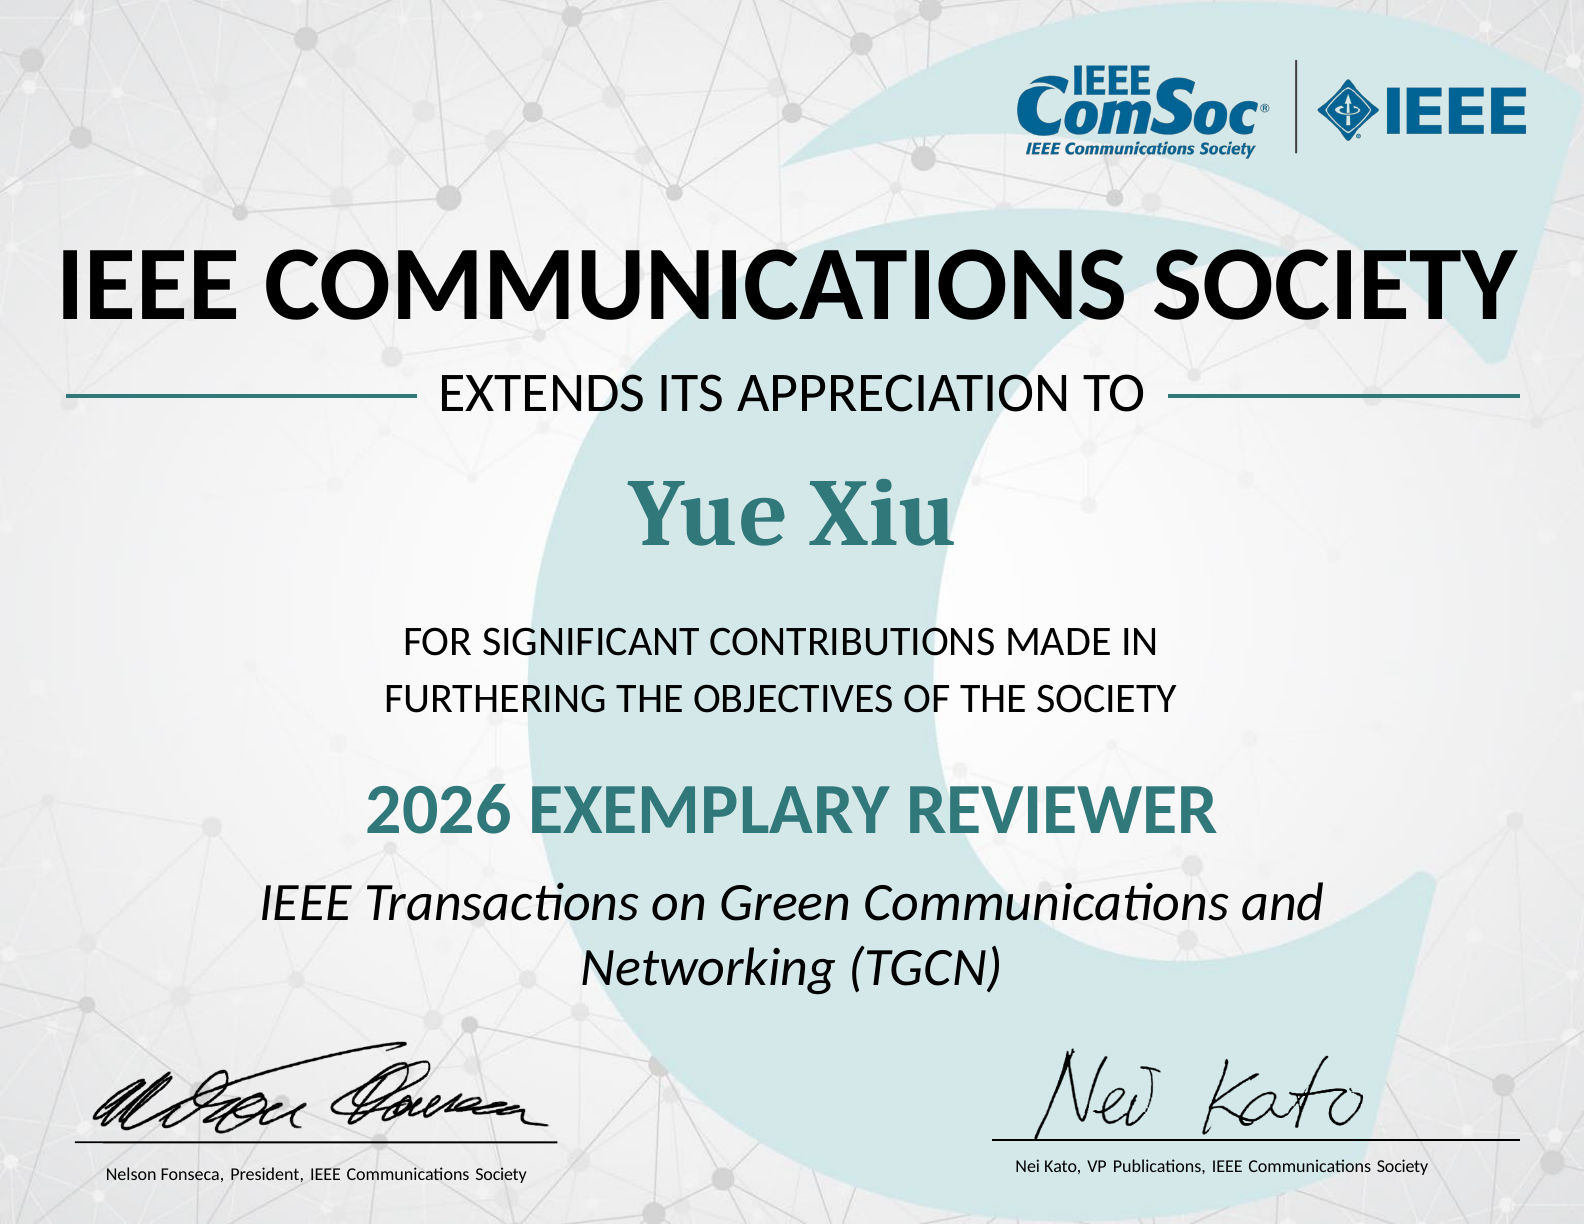 IEEE
ComSoc®
IEEE Communications Society
IEEE
IEEE COMMUNICATIONS SOCIETY
EXTENDS ITS APPRECIATION TO
Yue Xiu
FOR SIGNIFICANT CONTRIBUTIONS MADE IN
FURTHERING THE OBJECTIVES OF THE SOCIETY
2026 EXEMPLARY REVIEWER
IEEE Transactions on Green Communications and
Networking (TGCN)
Nei Kato
Nelson Fonseca, President, IEEE Communications Society
Nei Kato, VP Publications, IEEE Communications Society